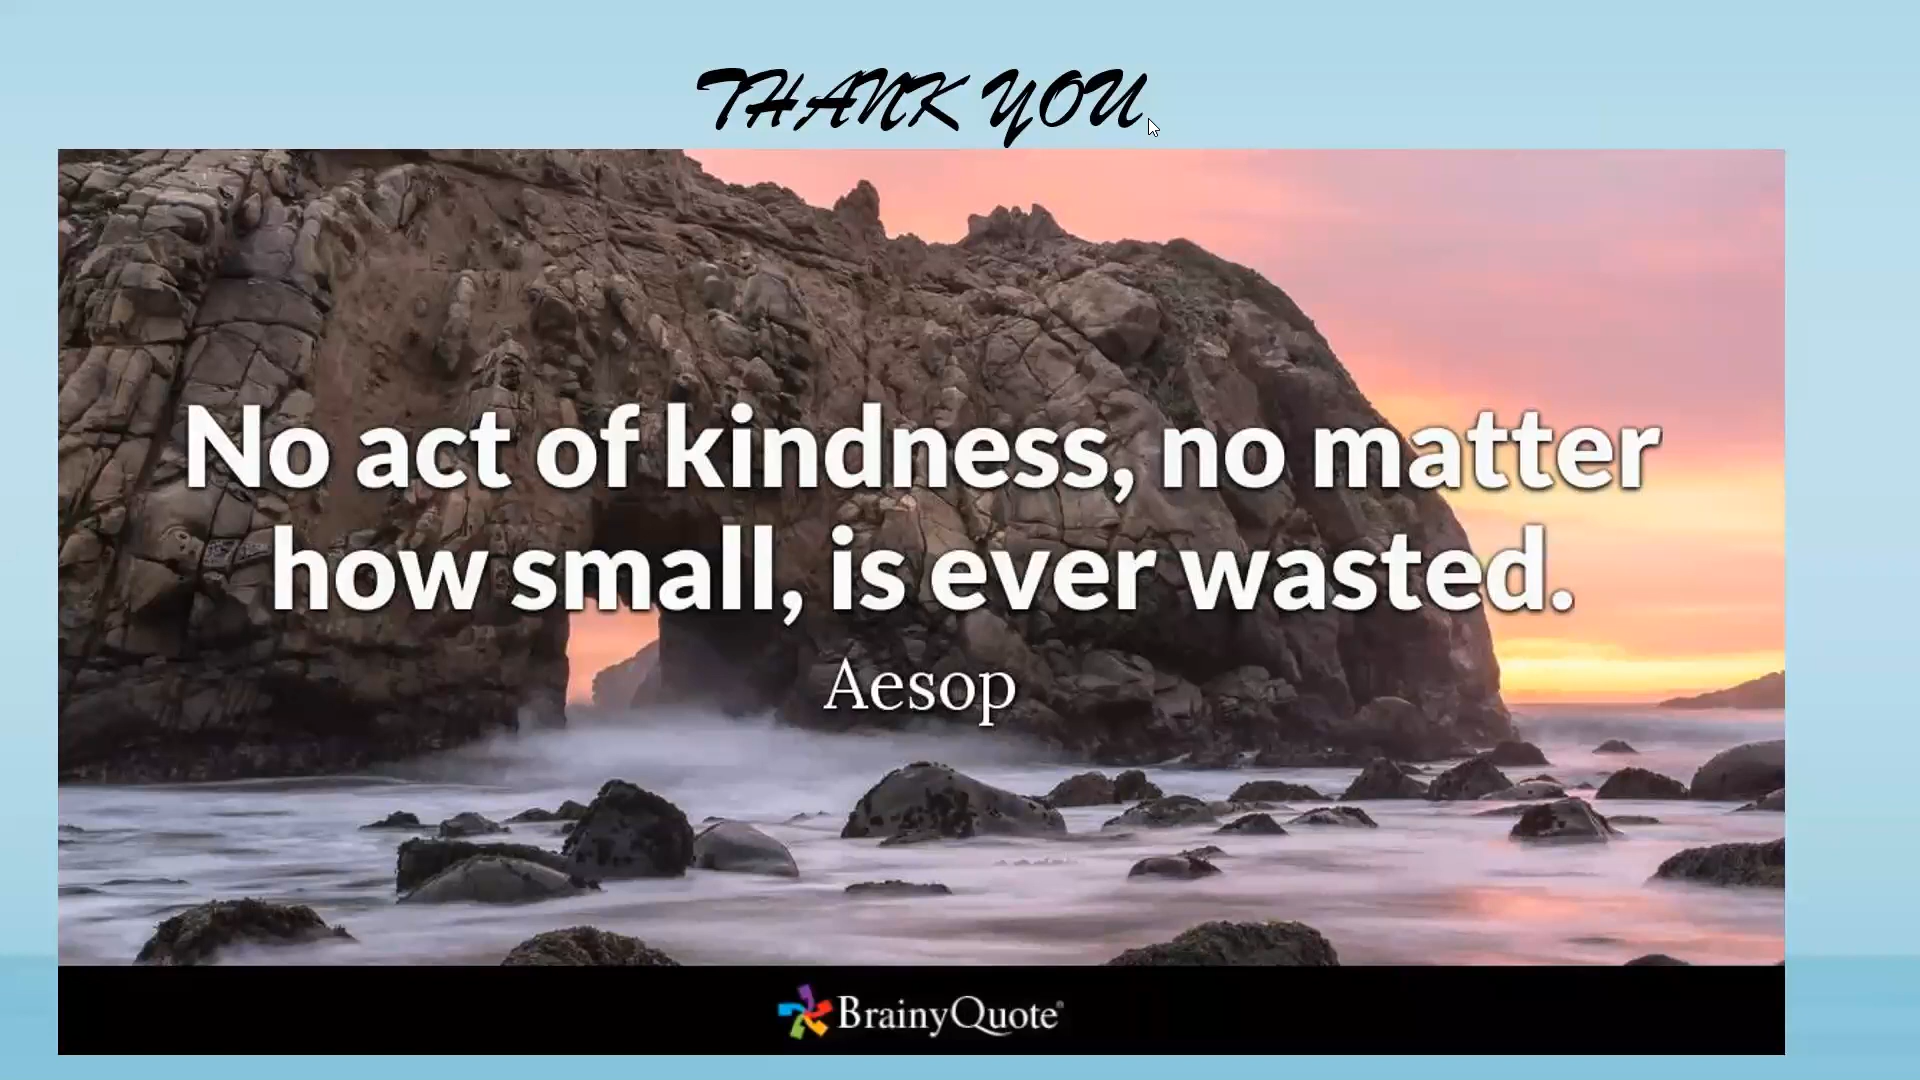 THANK YOU
No act of kindness, no matter
how small, is ever wasted.
Aesop
BrainyQuote®